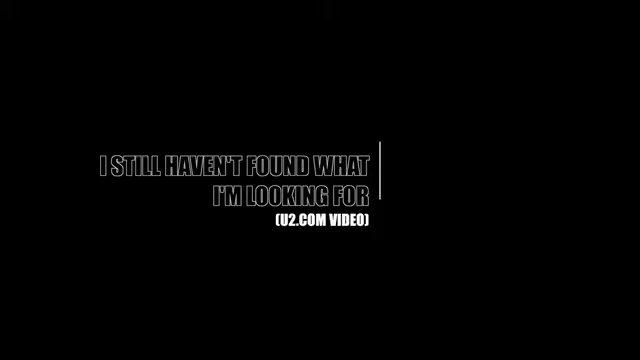 I STILL HAVEN'T FOUND WHAT
I'M LOOKING FOR
(U2.COM VIDEO)